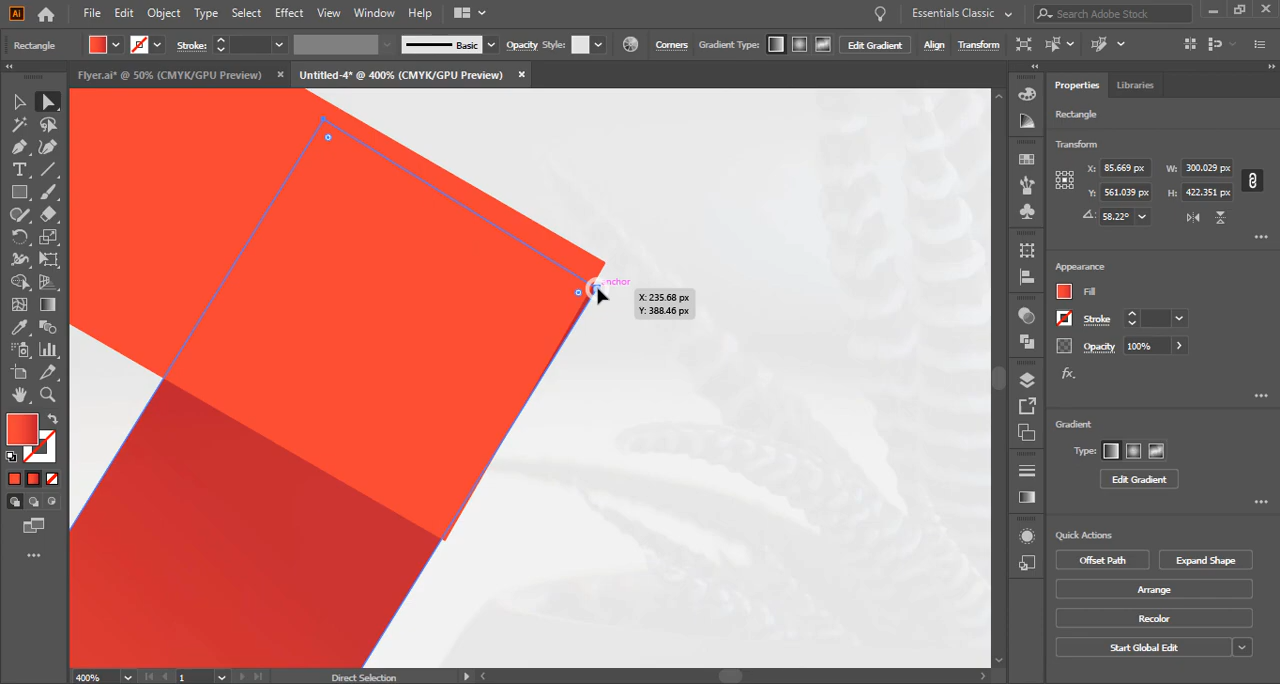 Ai File Edit Object Type Select Effect View Window Help Essentials Classic Search Adobe Stock
Rectangle Stroke: Basic Opacity Style: Corners Gradient Type: Edit Gradient Align Transform
Flyer.ai* @ 50% (CMYK/GPU Preview) × Untitled-4* @ 400% (CMYK/GPU Preview) ×
Properties Libraries
Rectangle
Transform
X: 85.669 px W: 300.029 px
Y: 561.039 px H: 422.351 px
58.22°
Appearance
Fill
Stroke
Opacity 100%
fx.
Gradient
Type:
Edit Gradient
Quick Actions
Offset Path Expand Shape
Arrange
Recolor
Start Global Edit
nchor
X: 235.68 px
Y: 388.46 px
400% 1 Direct Selection